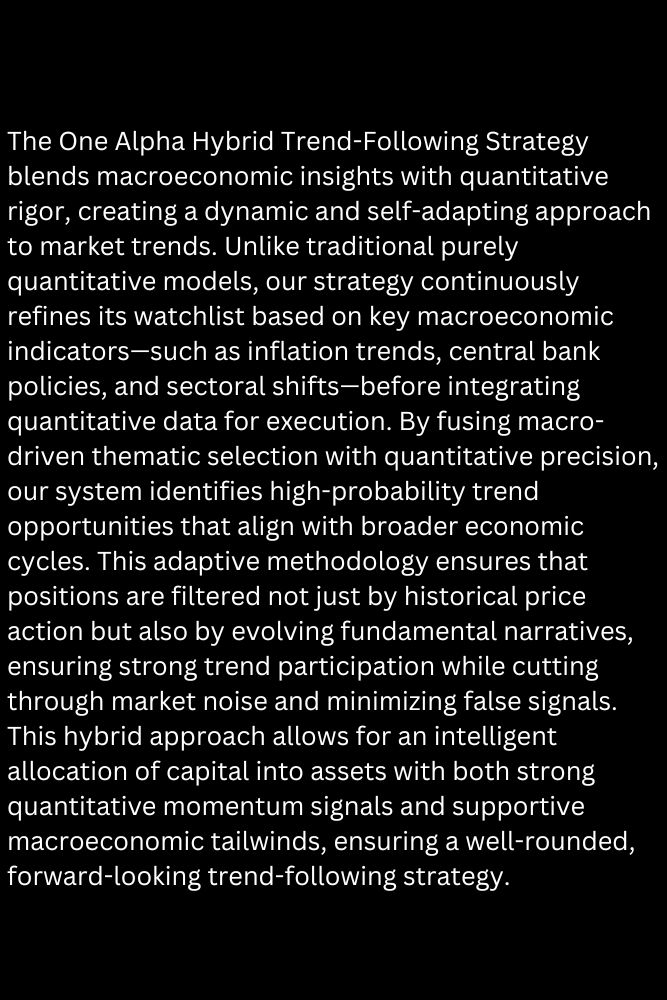 The One Alpha Hybrid Trend-Following Strategy
blends macroeconomic insights with quantitative
rigor, creating a dynamic and self-adapting approach
to market trends. Unlike traditional purely
quantitative models, our strategy continuously
refines its watchlist based on key macroeconomic
indicators—such as inflation trends, central bank
policies, and sectoral shifts—before integrating
quantitative data for execution. By fusing macro-
driven thematic selection with quantitative precision,
our system identifies high-probability trend
opportunities that align with broader economic
cycles. This adaptive methodology ensures that
positions are filtered not just by historical price
action but also by evolving fundamental narratives,
ensuring strong trend participation while cutting
through market noise and minimizing false signals.
This hybrid approach allows for an intelligent
allocation of capital into assets with both strong
quantitative momentum signals and supportive
macroeconomic tailwinds, ensuring a well-rounded,
forward-looking trend-following strategy.